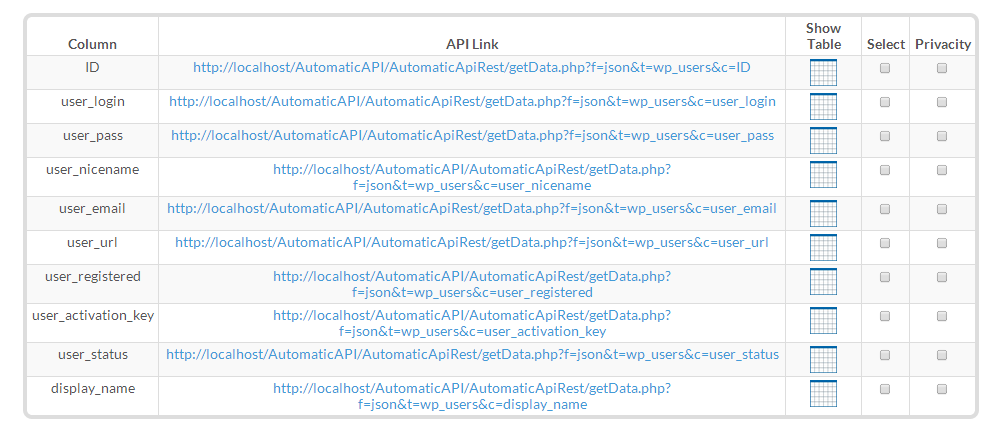 Column API Link Show Table Select Privacity
ID http://localhost/AutomaticAPI/AutomaticApiRest/getData.php?f=json&t=wp_users&c=ID
user_login http://localhost/AutomaticAPI/AutomaticApiRest/getData.php?f=json&t=wp_users&c=user_login
user_pass http://localhost/AutomaticAPI/AutomaticApiRest/getData.php?f=json&t=wp_users&c=user_pass
user_nicename http://localhost/AutomaticAPI/AutomaticApiRest/getData.php?
f=json&t=wp_users&c=user_nicename
user_email http://localhost/AutomaticAPI/AutomaticApiRest/getData.php?f=json&t=wp_users&c=user_email
user_url http://localhost/AutomaticAPI/AutomaticApiRest/getData.php?f=json&t=wp_users&c=user_url
user_registered http://localhost/AutomaticAPI/AutomaticApiRest/getData.php?
f=json&t=wp_users&c=user_registered
user_activation_key http://localhost/AutomaticAPI/AutomaticApiRest/getData.php?
f=json&t=wp_users&c=user_activation_key
user_status http://localhost/AutomaticAPI/AutomaticApiRest/getData.php?f=json&t=wp_users&c=user_status
display_name http://localhost/AutomaticAPI/AutomaticApiRest/getData.php?
f=json&t=wp_users&c=display_name